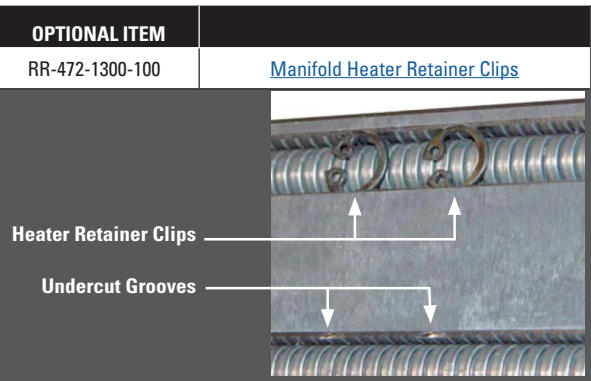 OPTIONAL ITEM
RR-472-1300-100 Manifold Heater Retainer Clips
Heater Retainer Clips
Undercut Grooves